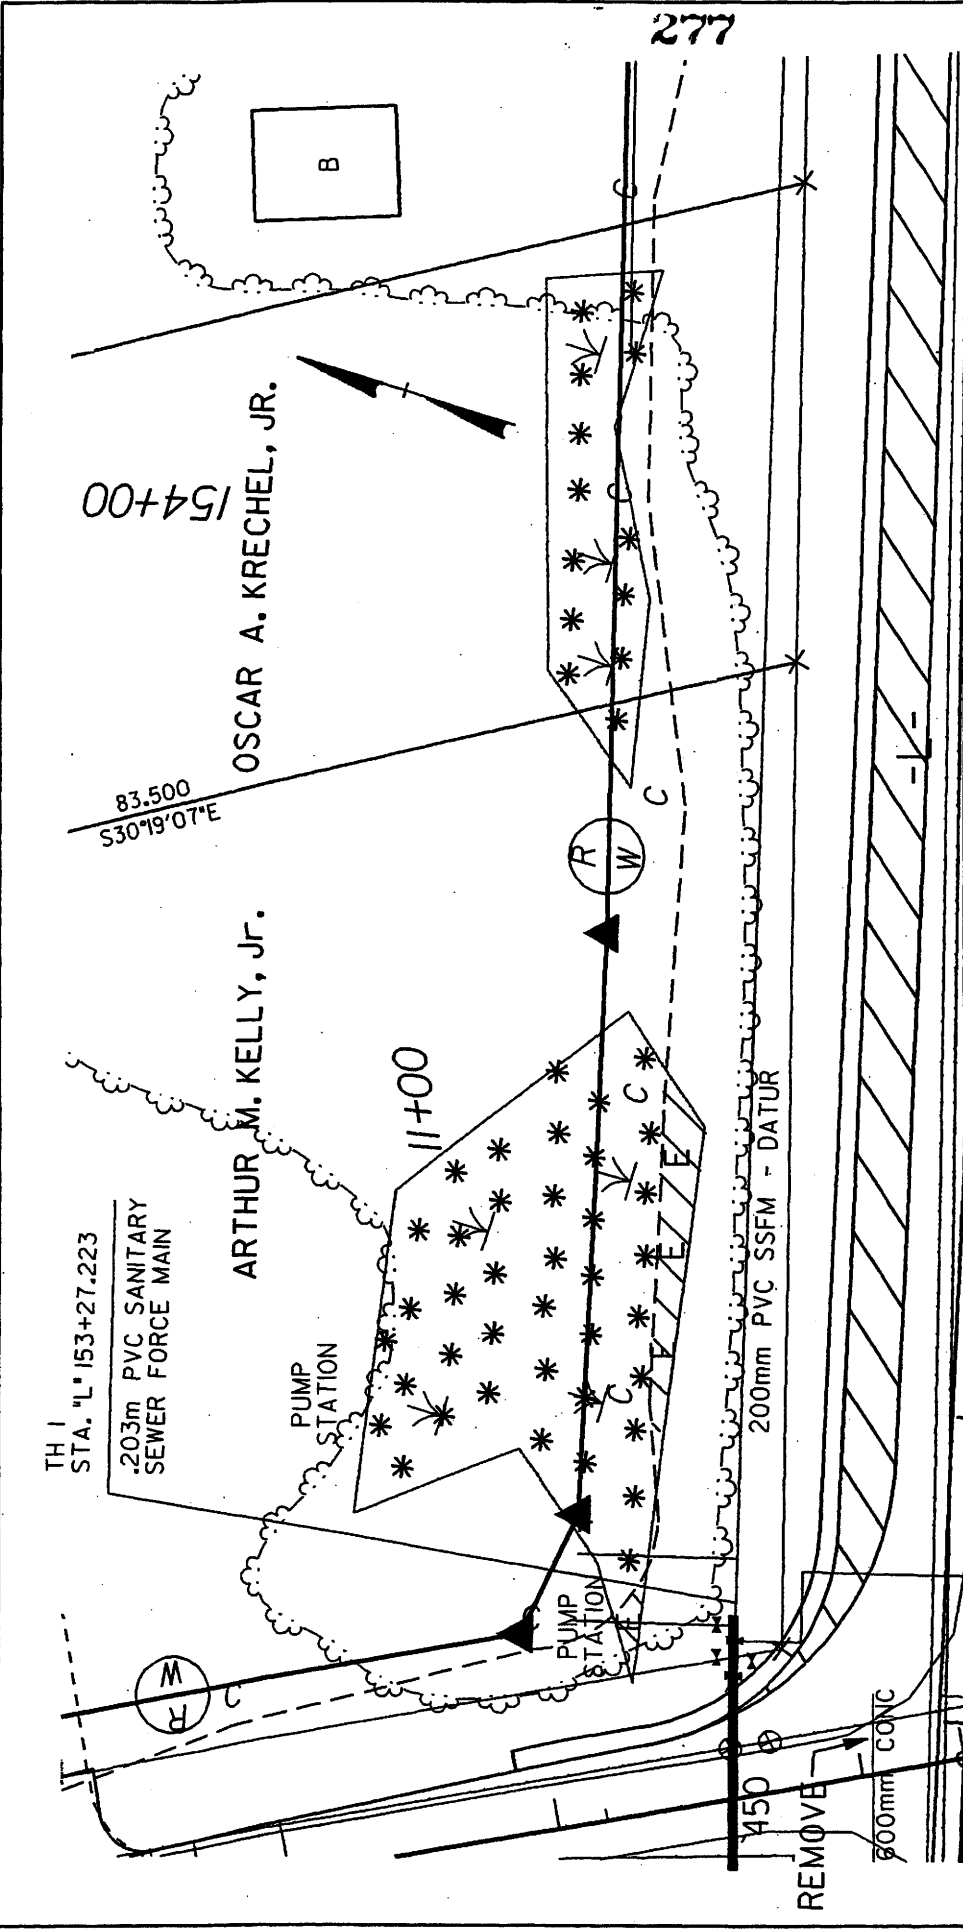 277
B
C
OSCAR A. KRECHEL, JR.
154+00
C
83.500
S30°19'07"E
C
R
W
-L-
ARTHUR M. KELLY, Jr.
11+00
C
E
E
TH 1
STA. "L" 153+27.223
.203m PVC SANITARY
SEWER FORCE MAIN
PUMP
STATION
C
200mm PVC SSFM - DATUR
PUMP
STATION
R
W
C
450
REMOVE
600mm CONC